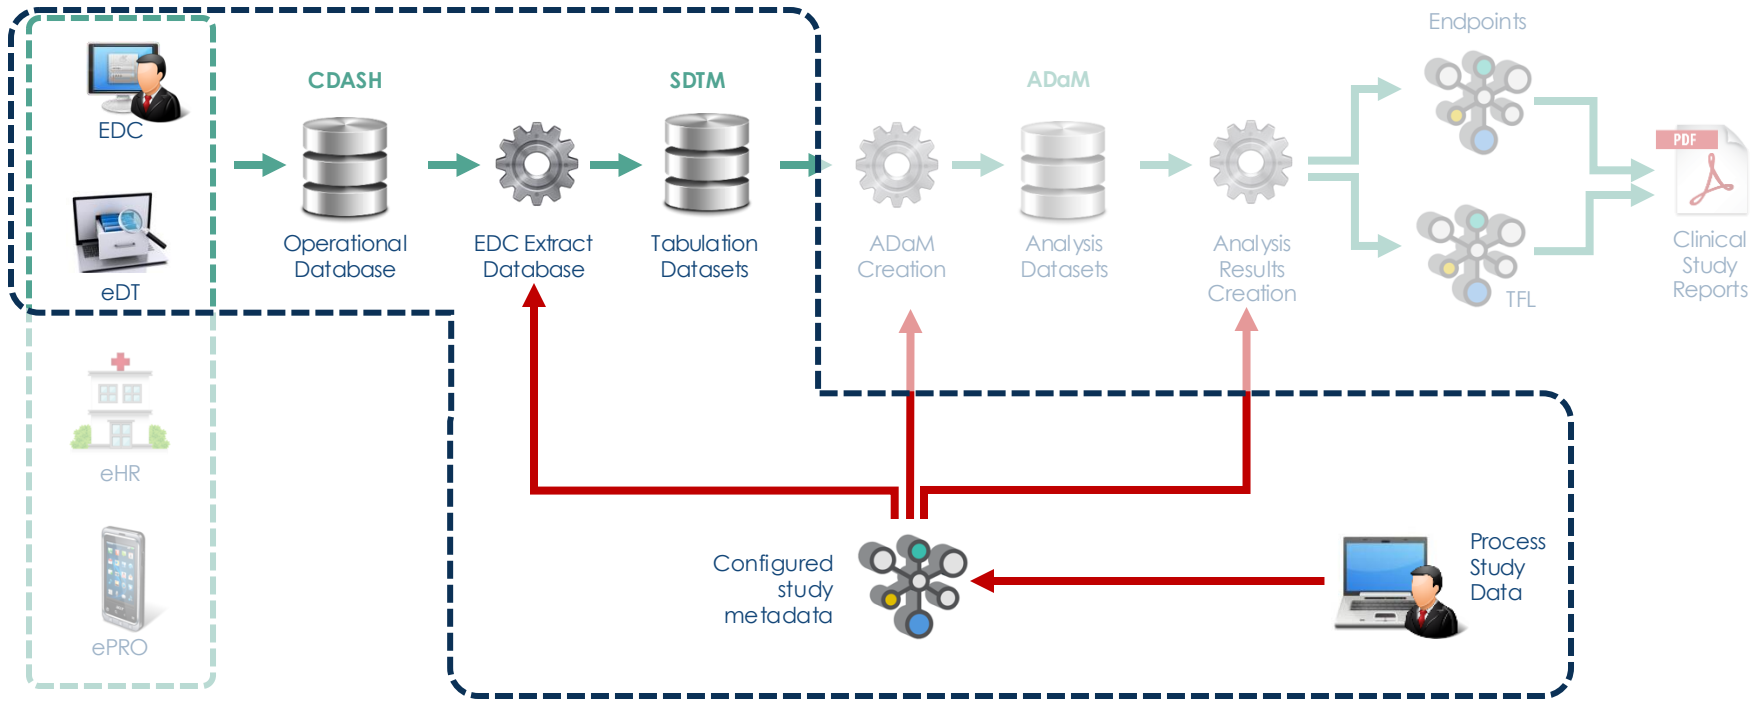 Endpoints
CDASH
SDTM
ADaM
EDC
PDF
Operational
Database
EDC Extract
Database
Tabulation
Datasets
ADaM
Creation
Analysis
Datasets
Analysis
Results
Creation
Clinical
Study
Reports
eDT
TFL
eHR
Configured
study
metadata
Process
Study
Data
ePRO